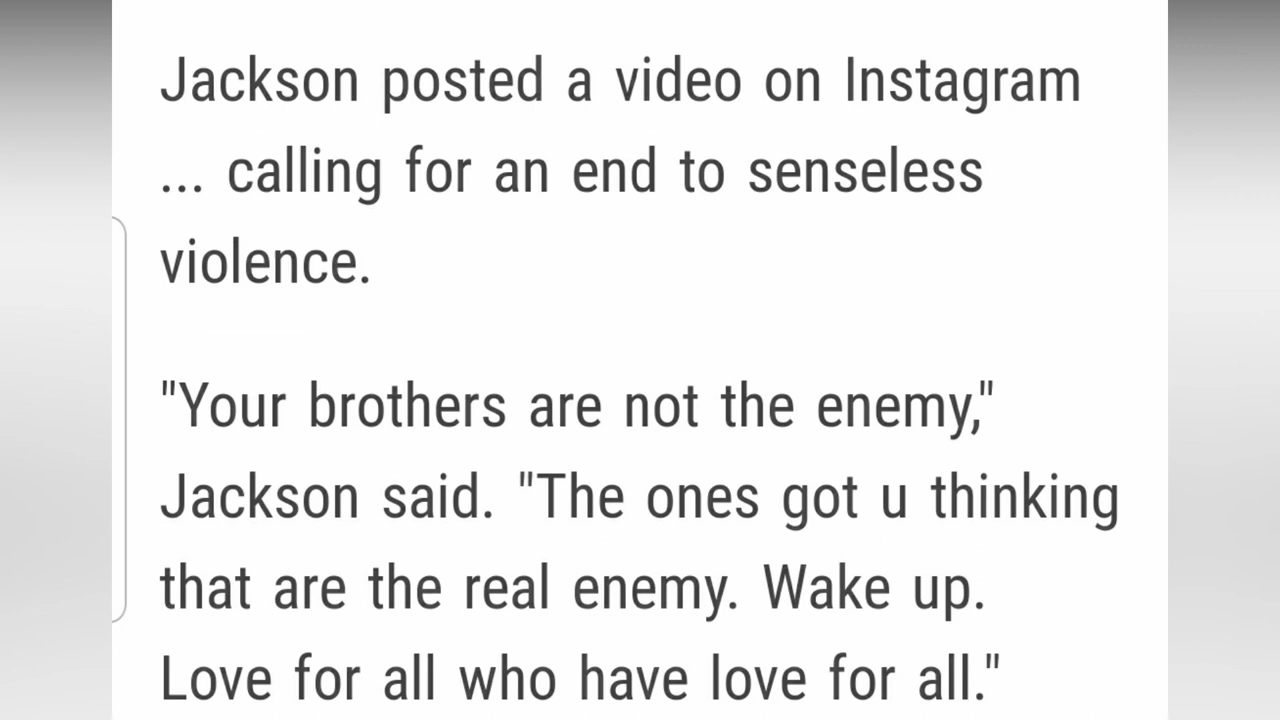 Jackson posted a video on Instagram
... calling for an end to senseless
violence.
"Your brothers are not the enemy,"
Jackson said. "The ones got u thinking
that are the real enemy. Wake up.
Love for all who have love for all."